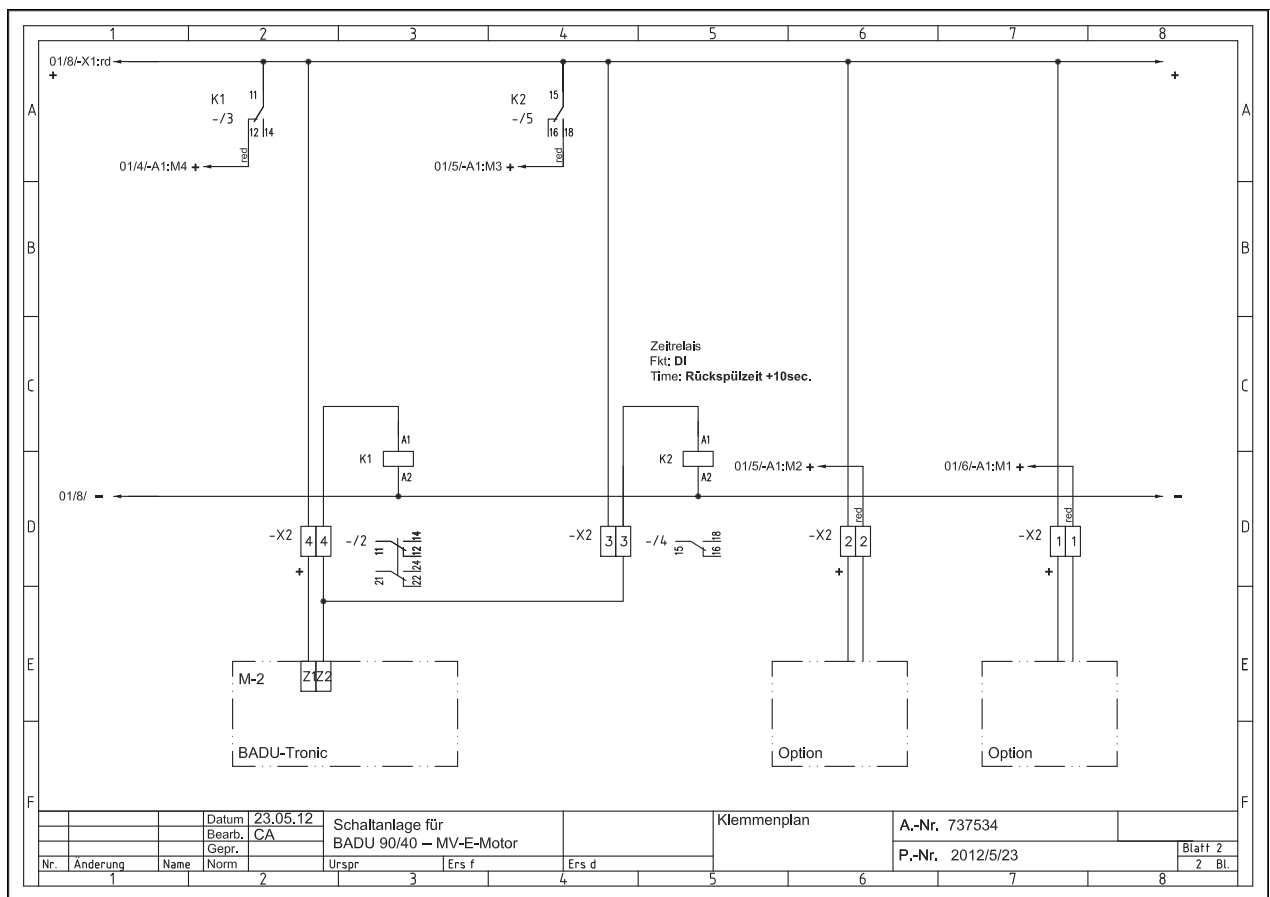 1 2 3 4 5 6 7 8
01/8/-X1:rd
+ +
A A
K1 11
-/3
12 14
red
01/4/-A1:M4 +
K2 15
-/5
16 18
red
01/5/-A1:M3 +
B B
Zeitrelais
Fkt: DI
Time: Rückspülzeit +10sec.
C C
K1 A1
A2
K2 A1
A2
01/5/-A1:M2 +
red
01/6/-A1:M1 +
red
01/8/ - -
D D
-X2 4 4
+
-/2 11 12 14
21 22 24
-X2 3 3
-/4 15 16 18
-X2 2 2
+
-X2 1 1
+
E E
M-2 Z1 Z2
BADU-Tronic
Option
Option
F F
Datum 23.05.12
Bearb. CA
Gepr.
Nr. Änderung Name Norm
Schaltanlage für
BADU 90/40 – MV-E-Motor
Urspr Ers f Ers d
Klemmenplan
A.-Nr. 737534
P.-Nr. 2012/5/23
Blatt 2
2 Bl.
1 2 3 4 5 6 7 8